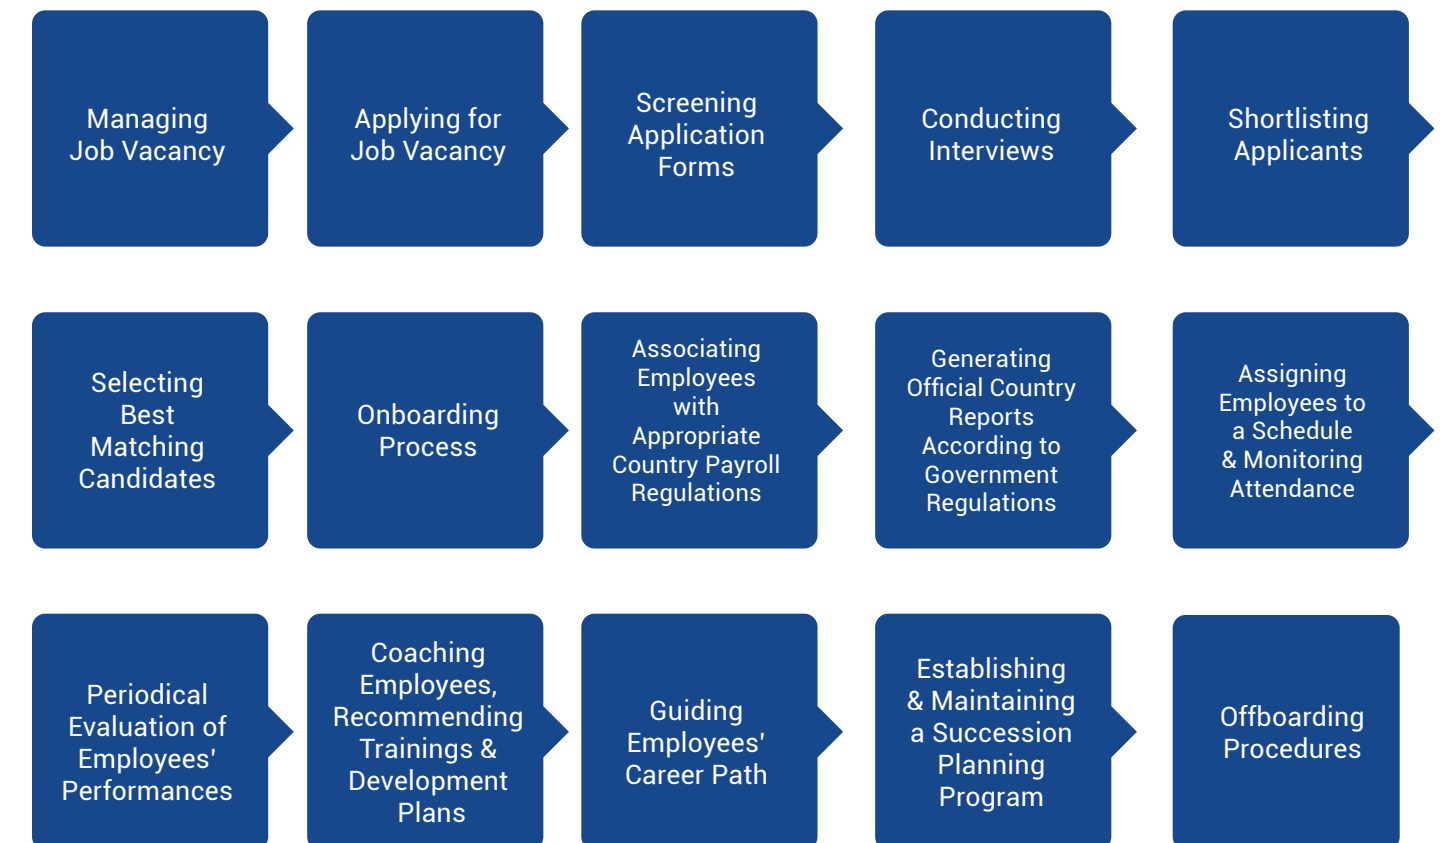 Managing
Job Vacancy
Applying for
Job Vacancy
Screening
Application
Forms
Conducting
Interviews
Shortlisting
Applicants
Selecting
Best
Matching
Candidates
Onboarding
Process
Associating
Employees
with
Appropriate
Country Payroll
Regulations
Generating
Official Country
Reports
According to
Government
Regulations
Assigning
Employees to
a Schedule
& Monitoring
Attendance
Periodical
Evaluation of
Employees'
Performances
Coaching
Employees,
Recommending
Trainings &
Development
Plans
Guiding
Employees'
Career Path
Establishing
& Maintaining
a Succession
Planning
Program
Offboarding
Procedures